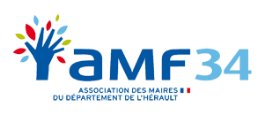 aMF34
ASSOCIATION DES MAIRES
DU DÉPARTEMENT DE L'HÉRAULT